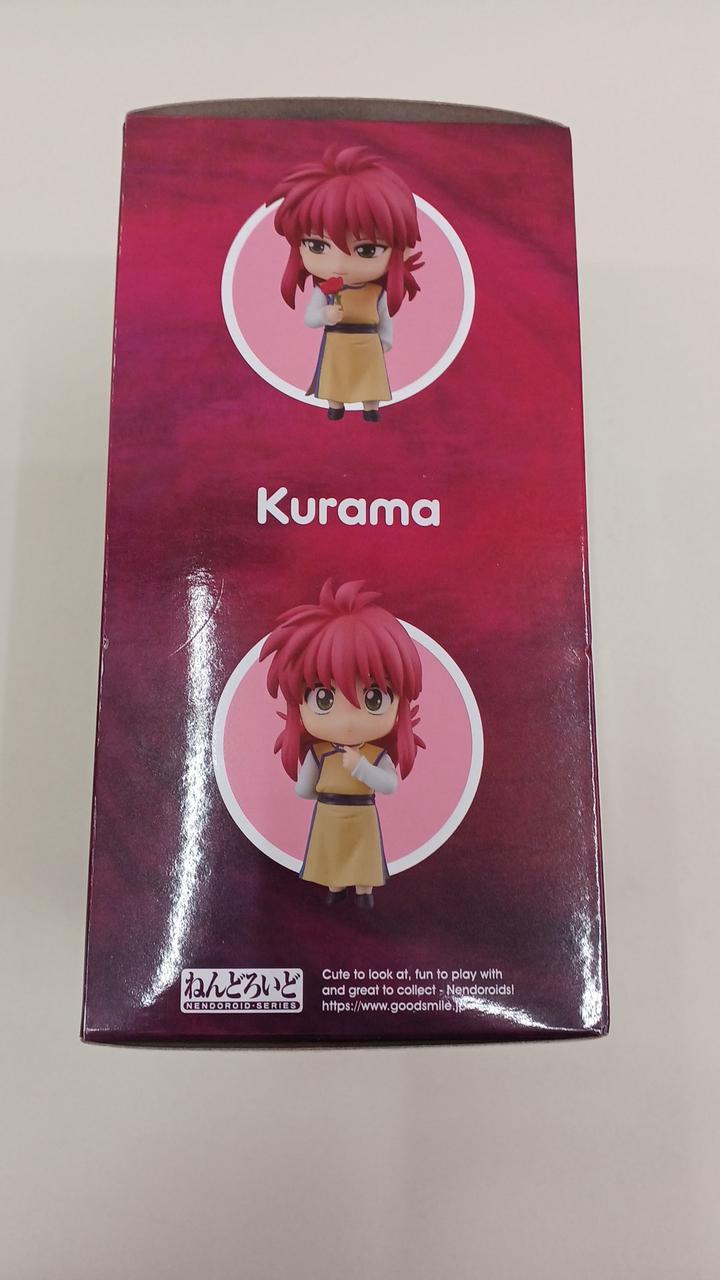 Kurama
ねんどろいど
NENDOROID·SERIES
Cute to look at, fun to play with
and great to collect - Nendoroids!
https://www.goodsmile.jp